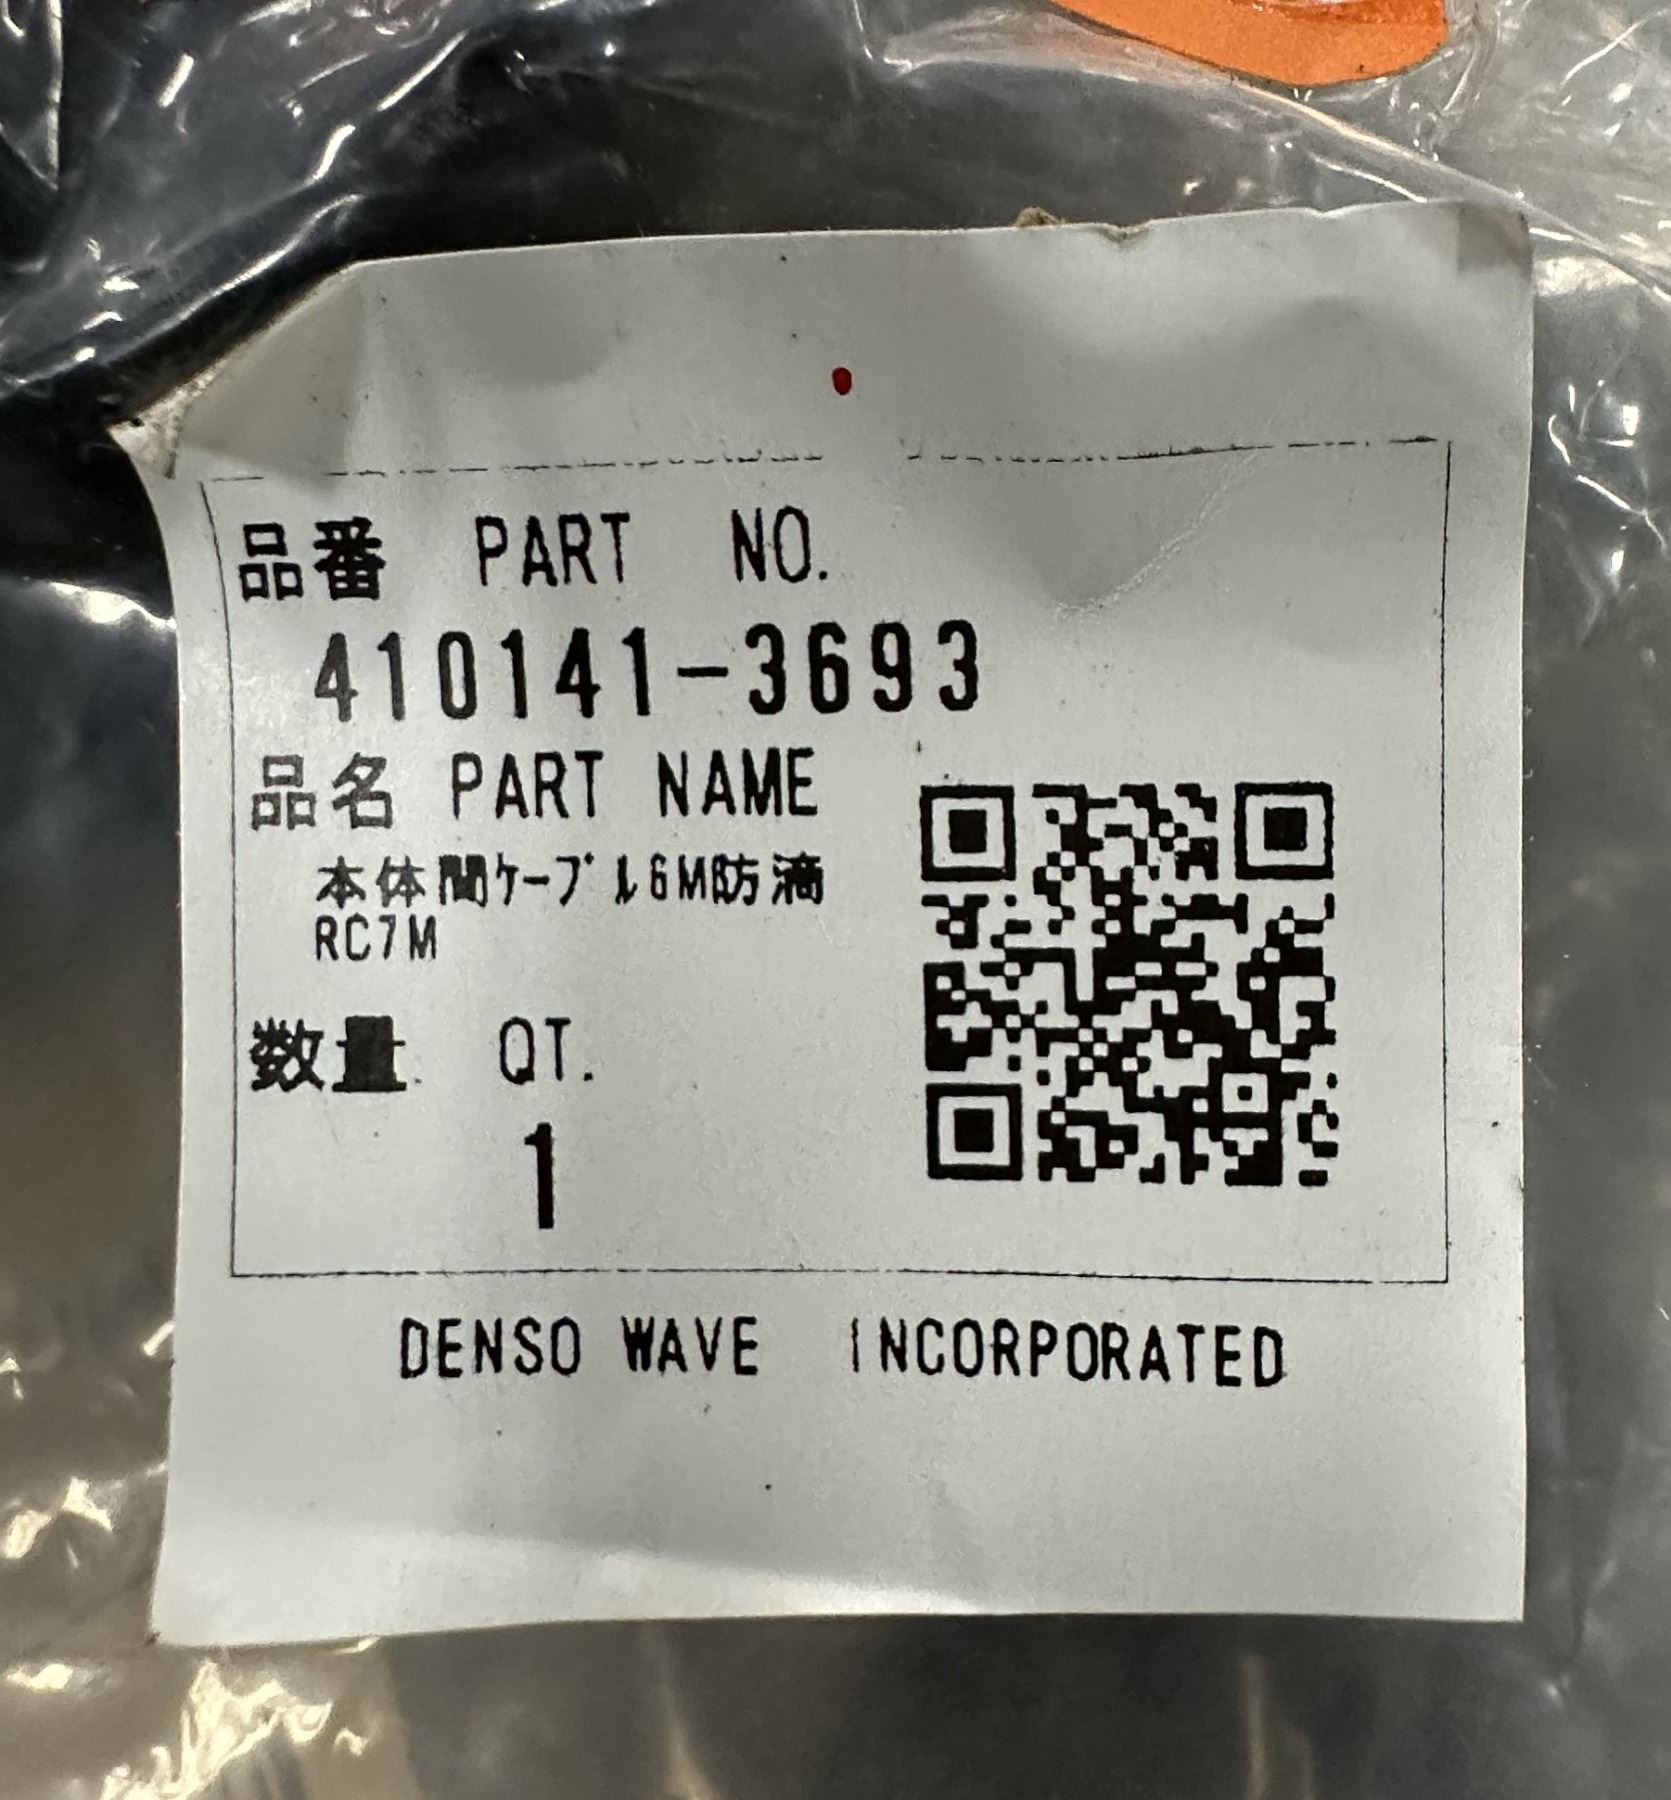 品番 PART NO.
410141-3693
品名 PART NAME
本体間ｹｰﾌﾞﾙ6M防滴
RC7M
数量 QT.
1
DENSO WAVE INCORPORATED